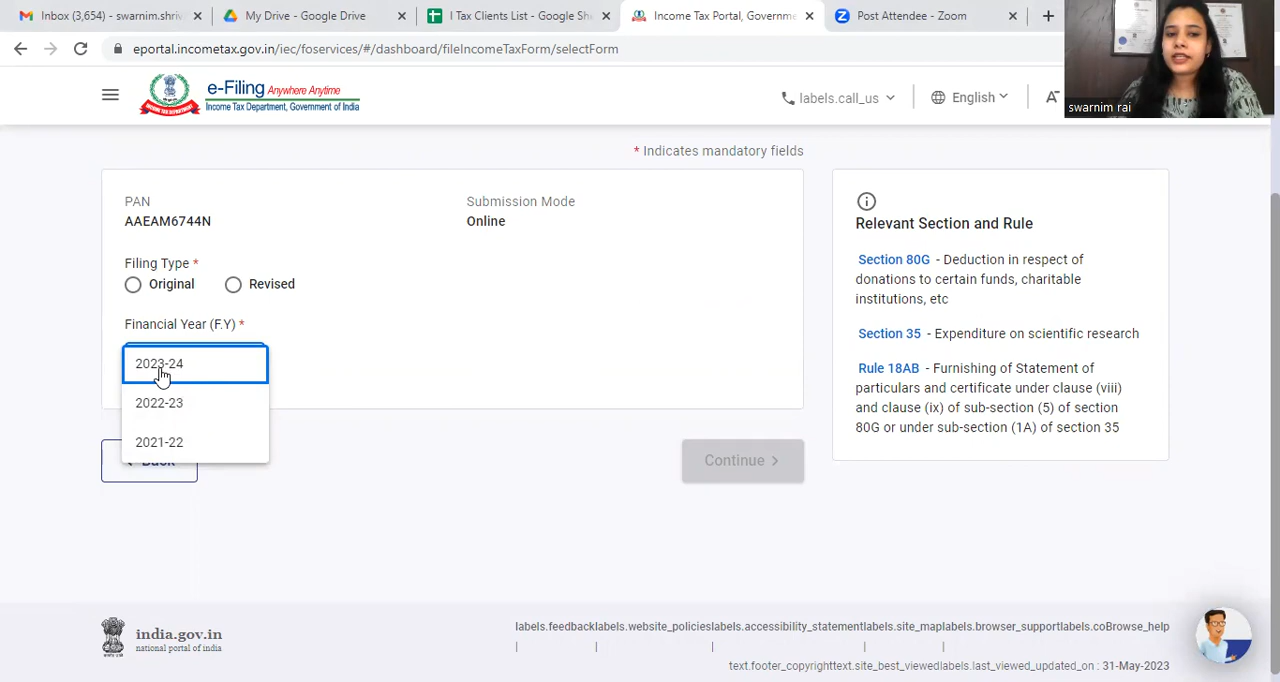 Inbox (3,654) - swarnim.shriv
My Drive - Google Drive
I Tax Clients List - Google She
Income Tax Portal, Governme
Post Attendee - Zoom
eportal.incometax.gov.in/iec/foservices/#/dashboard/fileIncomeTaxForm/selectForm
e-Filing Anywhere Anytime
Income Tax Department, Government of India
labels.call_us
English
A
swarnim rai
* Indicates mandatory fields
PAN
AAEAM6744N
Submission Mode
Online
Filing Type *
Original
Revised
Financial Year (F.Y) *
2023-24
2022-23
2021-22
Back
Continue
Relevant Section and Rule
Section 80G - Deduction in respect of
donations to certain funds, charitable
institutions, etc
Section 35 - Expenditure on scientific research
Rule 18AB - Furnishing of Statement of
particulars and certificate under clause (viii)
and clause (ix) of sub-section (5) of section
80G or under sub-section (1A) of section 35
india.gov.in
national portal of india
labels.feedbacklabels.website_policieslabels.accessibility_statementlabels.site_maplabels.browser_supportlabels.coBrowse_help
text.footer_copyrighttext.site_best_viewedlabels.last_viewed_updated_on : 31-May-2023